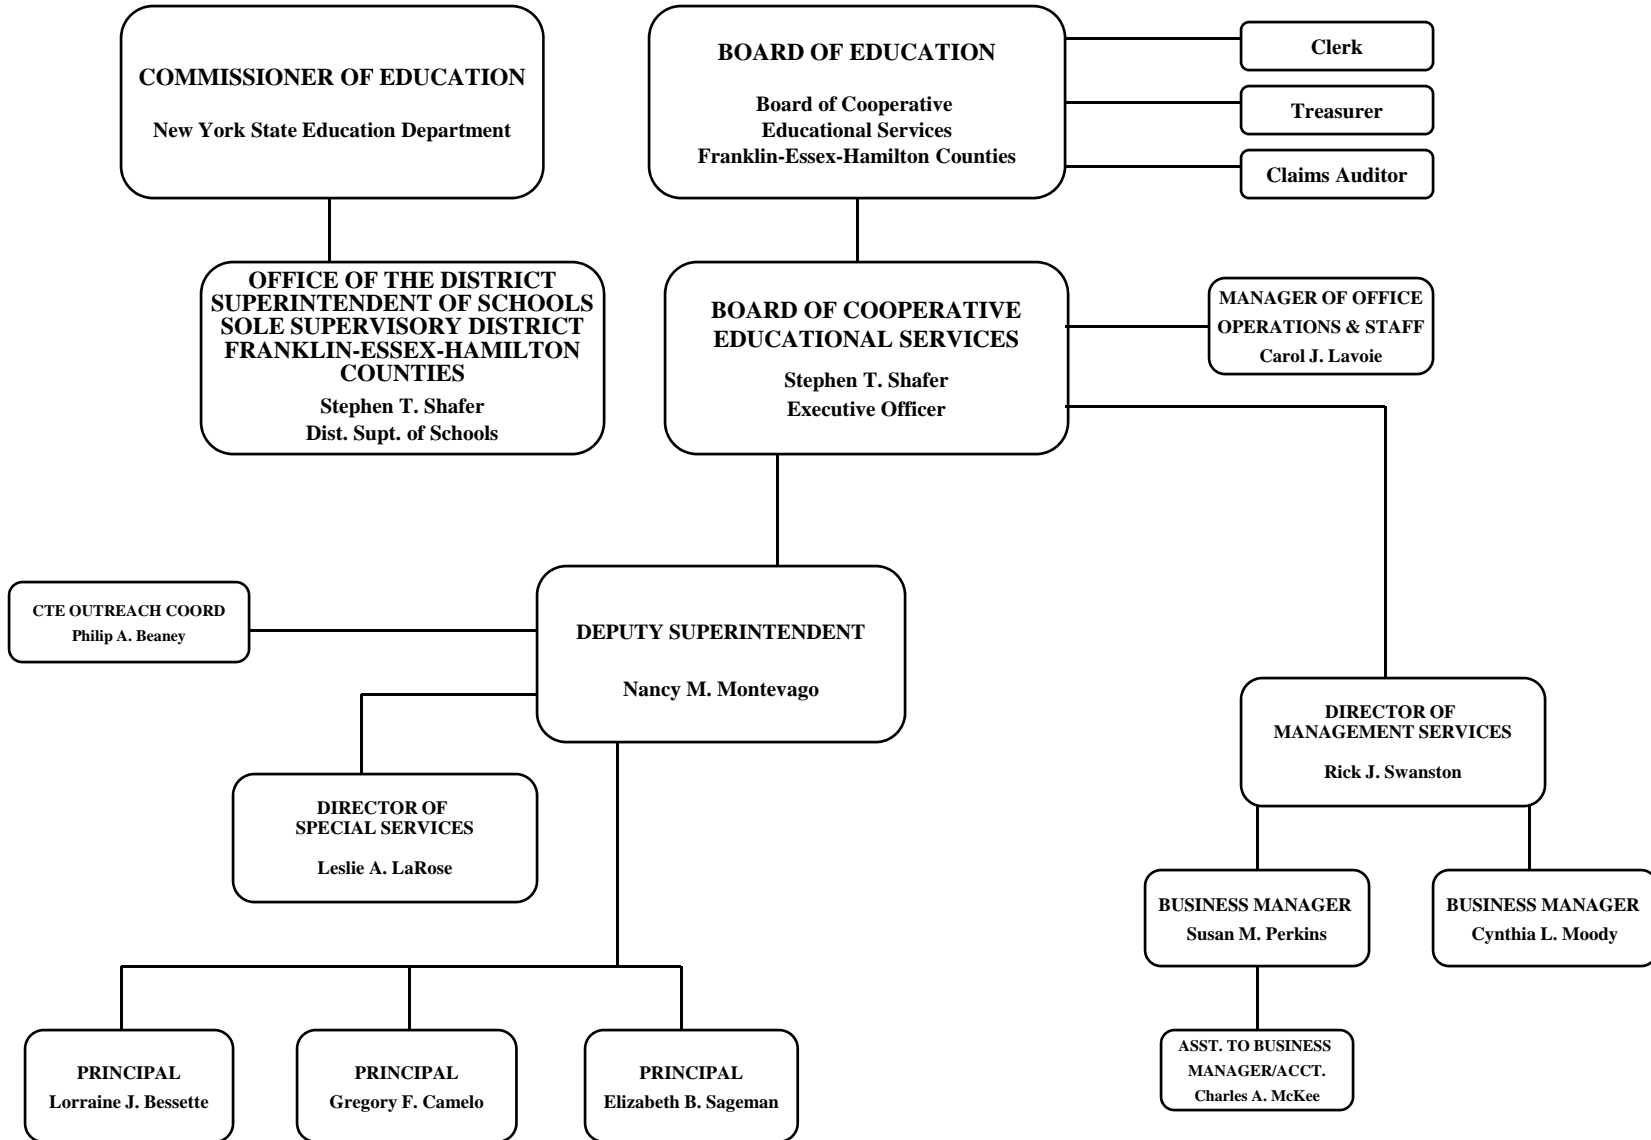 COMMISSIONER OF EDUCATION
New York State Education Department
BOARD OF EDUCATION
Board of Cooperative
Educational Services
Franklin-Essex-Hamilton Counties
Clerk
Treasurer
Claims Auditor
OFFICE OF THE DISTRICT
SUPERINTENDENT OF SCHOOLS
SOLE SUPERVISORY DISTRICT
FRANKLIN-ESSEX-HAMILTON
COUNTIES
Stephen T. Shafer
Dist. Supt. of Schools
BOARD OF COOPERATIVE
EDUCATIONAL SERVICES
Stephen T. Shafer
Executive Officer
MANAGER OF OFFICE
OPERATIONS & STAFF
Carol J. Lavoie
CTE OUTREACH COORD
Philip A. Beaney
DEPUTY SUPERINTENDENT
Nancy M. Montevago
DIRECTOR OF
MANAGEMENT SERVICES
Rick J. Swanston
DIRECTOR OF
SPECIAL SERVICES
Leslie A. LaRose
BUSINESS MANAGER
Susan M. Perkins
BUSINESS MANAGER
Cynthia L. Moody
PRINCIPAL
Lorraine J. Bessette
PRINCIPAL
Gregory F. Camelo
PRINCIPAL
Elizabeth B. Sageman
ASST. TO BUSINESS
MANAGER/ACCT.
Charles A. McKee